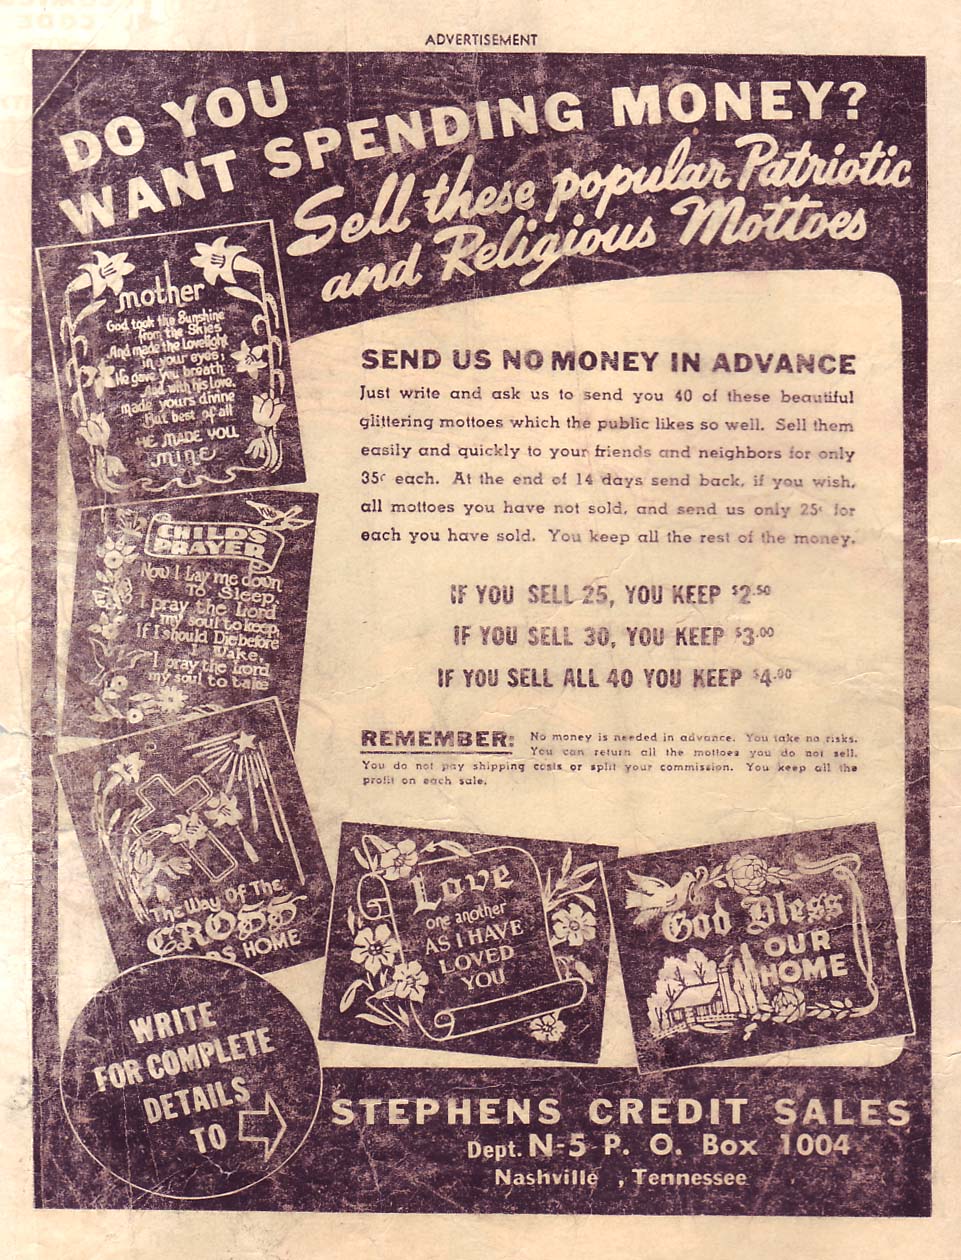 ADVERTISEMENT
DO YOU
WANT SPENDING MONEY?
Sell these popular Patriotic
and Religious Mottoes
mother
God took the Sunshine
from the Skies
And made the Lovelight
in your eyes;
He gave you breath
and with his Love,
made yours divine
But best of all
HE MADE YOU
MINE
CHILD'S
PRAYER
Now I Lay me down
To Sleep,
I pray the Lord
my soul to keep,
If I should Die before
I Wake,
I pray the Lord
my soul to take
The Way Of The
CROSS
HOME
SEND US NO MONEY IN ADVANCE
Just write and ask us to send you 40 of these beautiful
glittering mottoes which the public likes so well. Sell them
easily and quickly to your friends and neighbors for only
35¢ each. At the end of 14 days send back, if you wish,
all mottoes you have not sold, and send us only 25¢ for
each you have sold. You keep all the rest of the money.
IF YOU SELL 25, YOU KEEP $2.50
IF YOU SELL 30, YOU KEEP $3.00
IF YOU SELL ALL 40 YOU KEEP $4.00
REMEMBER: No money is needed in advance. You take no risks.
You can return all the mottoes you do not sell.
You do not pay shipping costs or split your commission. You keep all the
profit on each sale.
Love
one another
AS I HAVE
LOVED
YOU
God Bless
OUR
HOME
WRITE
FOR COMPLETE
DETAILS
TO
STEPHENS CREDIT SALES
Dept. N-5 P. O. Box 1004
Nashville , Tennessee